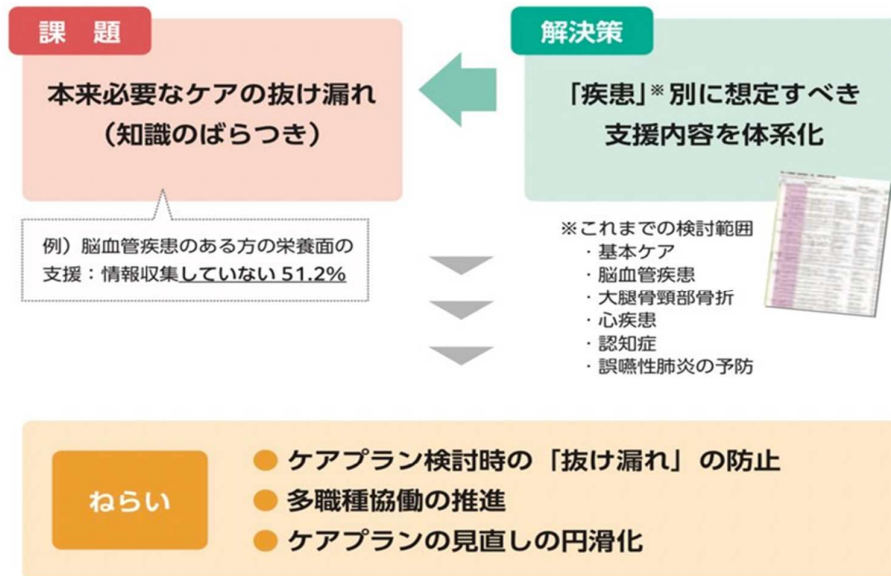 課 題
本来必要なケアの抜け漏れ
（知識のばらつき）
例）脳血管疾患のある方の栄養面の
支援：情報収集していない 51.2%
解決策
「疾患」※別に想定すべき
支援内容を体系化
※これまでの検討範囲
・基本ケア
・脳血管疾患
・大腿骨頸部骨折
・心疾患
・認知症
・誤嚥性肺炎の予防
ねらい
● ケアプラン検討時の「抜け漏れ」の防止
● 多職種協働の推進
● ケアプランの見直しの円滑化